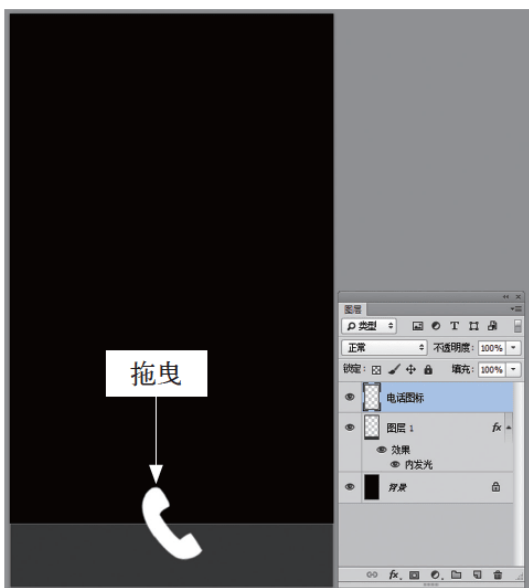 拖曳
图层
类型
T
正常
不透明度：100%
锁定：
填充：100%
电话图标
图层 1
fx
效果
内发光
背景
fx